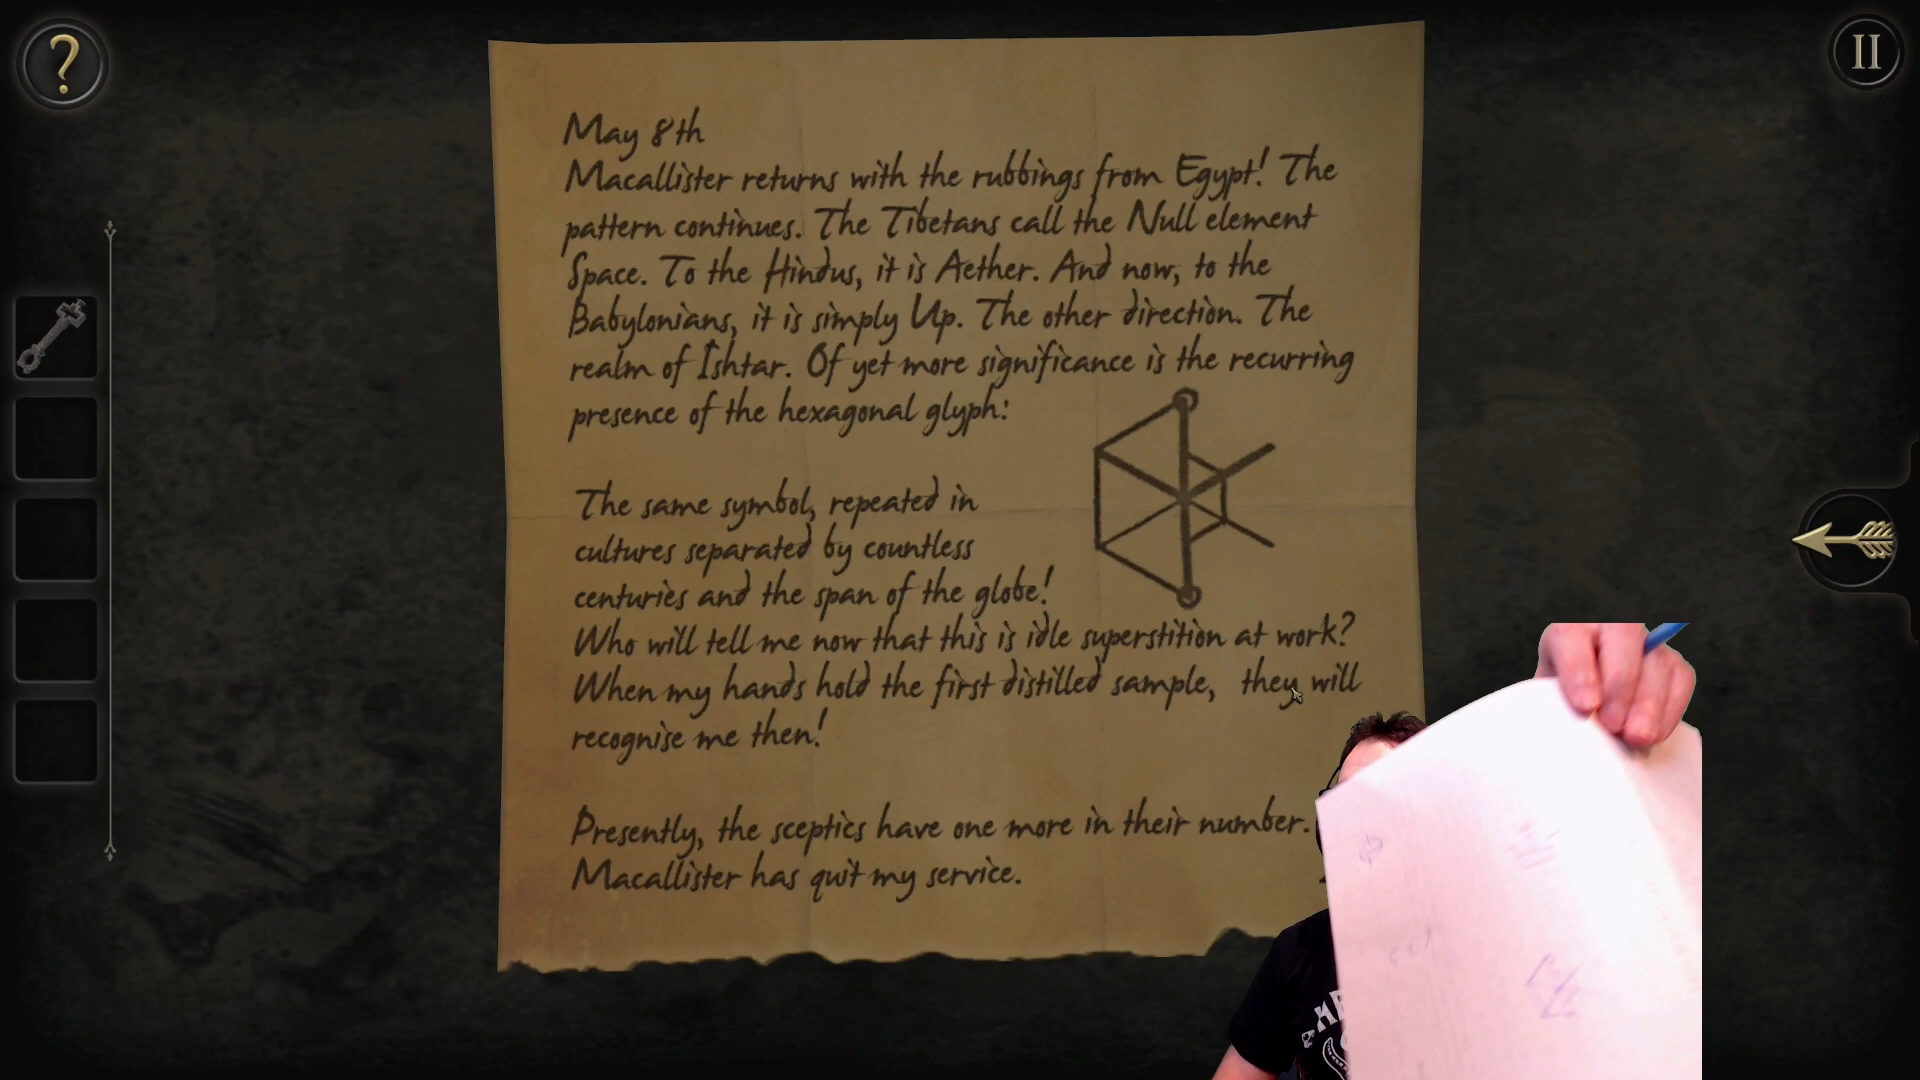 May 8th
Macallister returns with the rubbings from Egypt! The
pattern continues. The Tibetans call the Null element
Space. To the Hindus, it is Aether. And now, to the
Babylonians, it is simply Up. The other direction. The
realm of Ishtar. Of yet more significance is the recurring
presence of the hexagonal glyph:
The same symbol, repeated in
cultures separated by countless
centuries and the span of the globe!
Who will tell me now that this is idle superstition at work?
When my hands hold the first distilled sample, they will
recognise me then!
Presently, the sceptics have one more in their number.
Macallister has quit my service.